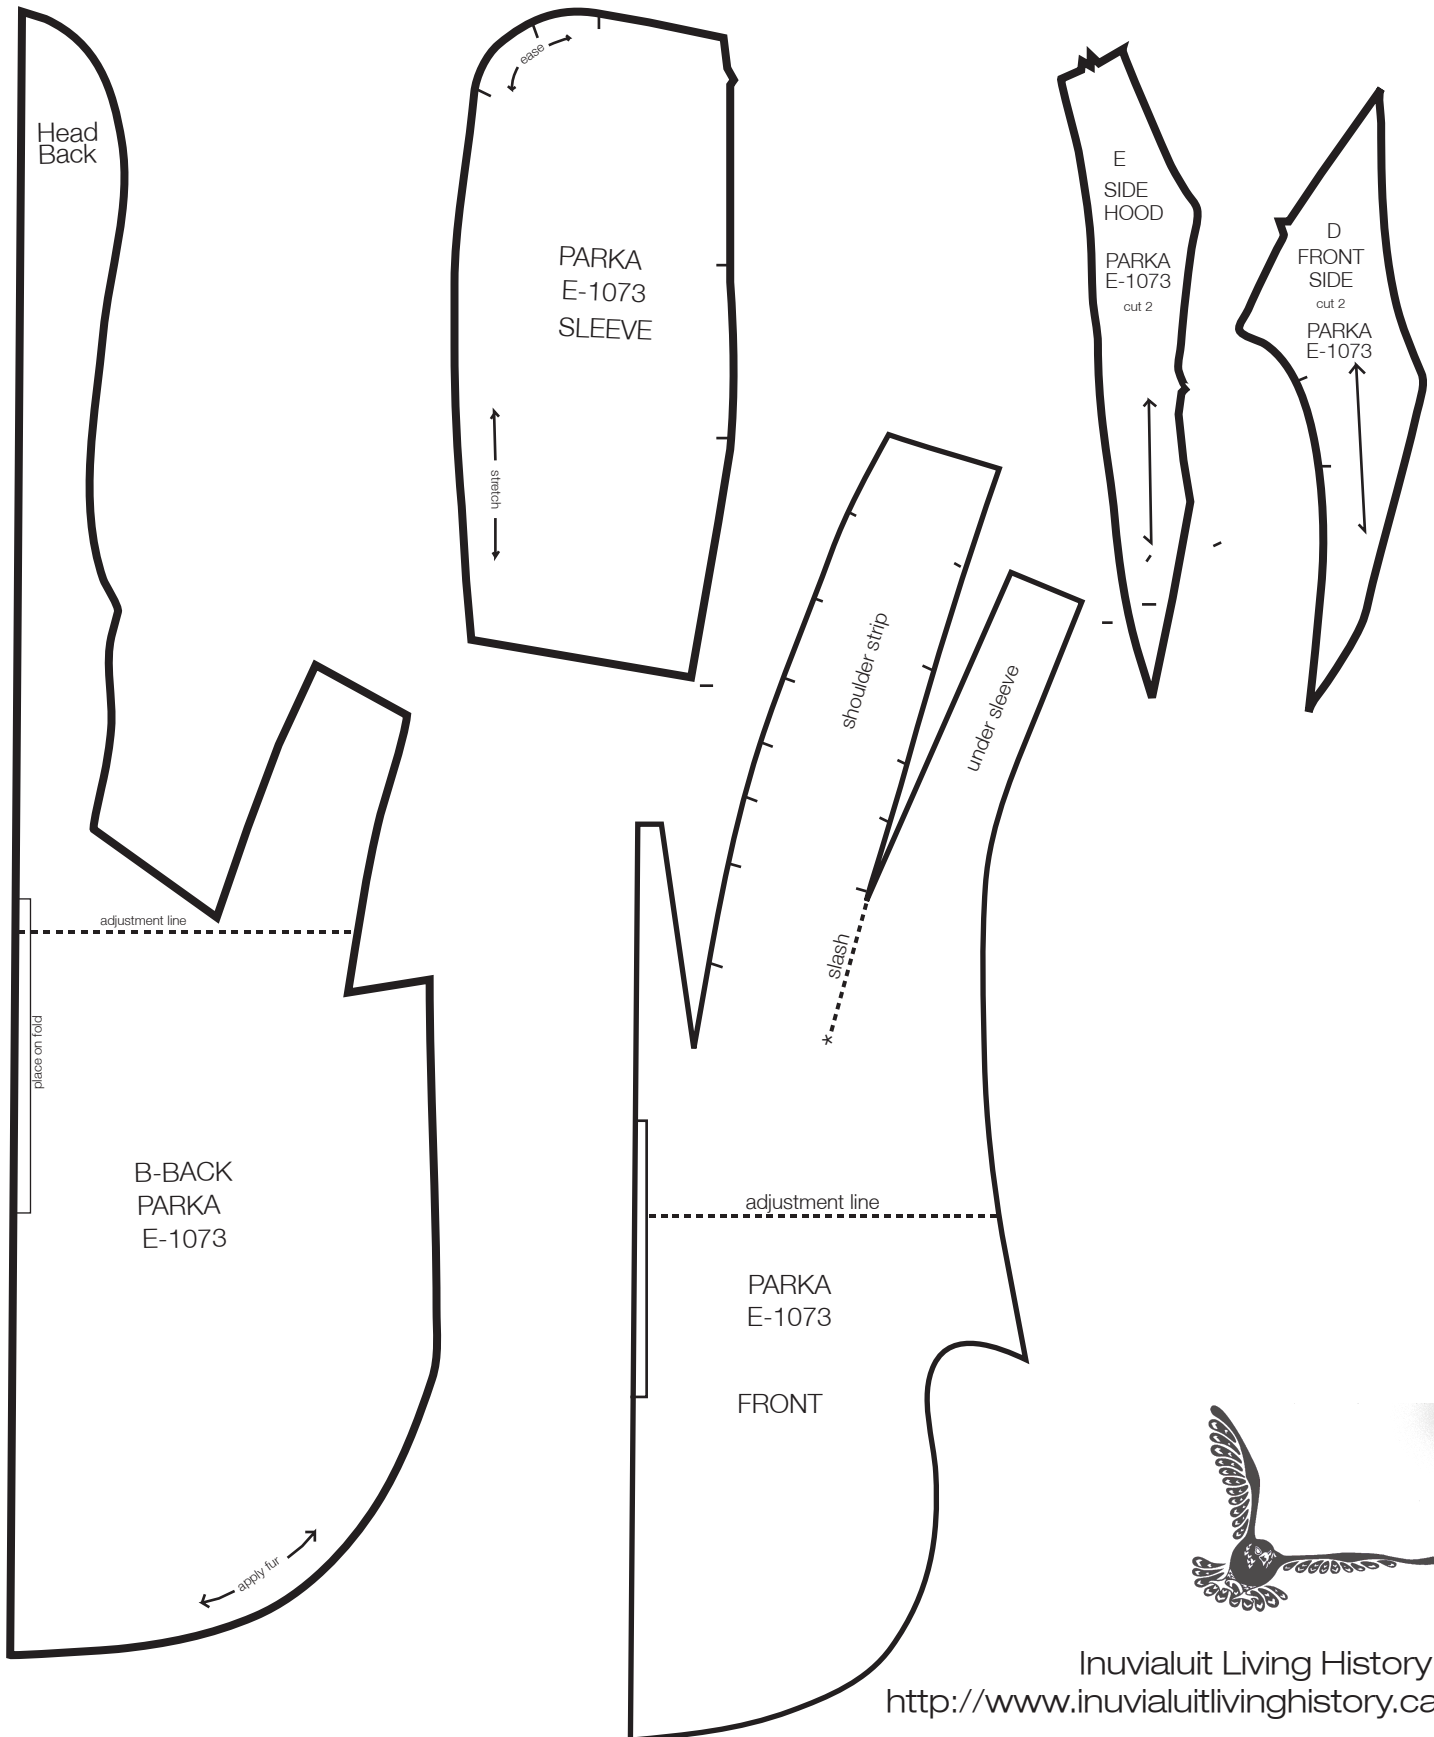 Head
Back
ease
PARKA
E-1073
SLEEVE
stretch
E
SIDE
HOOD
PARKA
E-1073
cut 2
D
FRONT
SIDE
cut 2
PARKA
E-1073
shoulder strip
under sleeve
slash
*
adjustment line
place on fold
B-BACK
PARKA
E-1073
apply fur
adjustment line
PARKA
E-1073
FRONT
Inuvialuit Living History
http://www.inuvialuitlivinghistory.ca